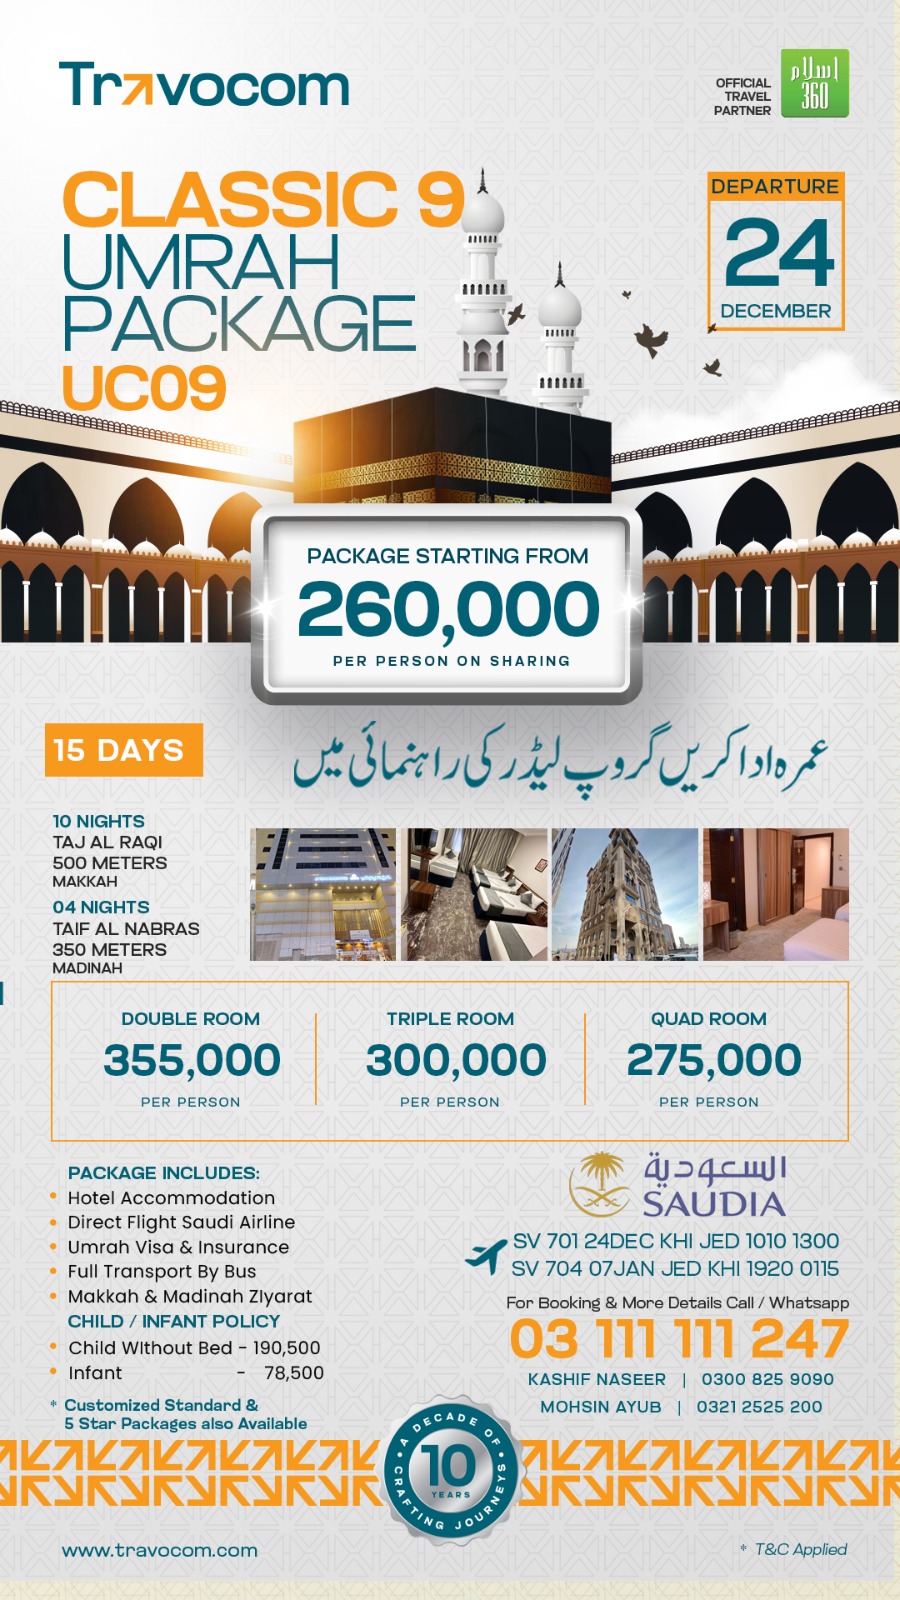 Travocom
OFFICIAL
TRAVEL
PARTNER
اسلام
360
CLASSIC 9
UMRAH
PACKAGE
UC09
DEPARTURE
24
DECEMBER
PACKAGE STARTING FROM
260,000
PER PERSON ON SHARING
15 DAYS
عمرہ ادا کریں گروپ لیڈر کی راہنمائی میں
10 NIGHTS
TAJ AL RAQI
500 METERS
MAKKAH
04 NIGHTS
TAIF AL NABRAS
350 METERS
MADINAH
DOUBLE ROOM
355,000
PER PERSON
TRIPLE ROOM
300,000
PER PERSON
QUAD ROOM
275,000
PER PERSON
PACKAGE INCLUDES:
• Hotel Accommodation
• Direct Flight Saudi Airline
• Umrah Visa & Insurance
• Full Transport By Bus
• Makkah & Madinah ZIyarat
CHILD / INFANT POLICY
• Child WIthout Bed - 190,500
• Infant - 78,500
* Customized Standard &
5 Star Packages also Available
السعودية
SAUDIA
SV 701 24DEC KHI JED 1010 1300
SV 704 07JAN JED KHI 1920 0115
For Booking & More Details Call / Whatsapp
03 111 111 247
KASHIF NASEER | 0300 825 9090
MOHSIN AYUB | 0321 2525 200
• A DECADE OF •
10
YEARS
CRAFTING JOURNEYS
www.travocom.com
* T&C Applied